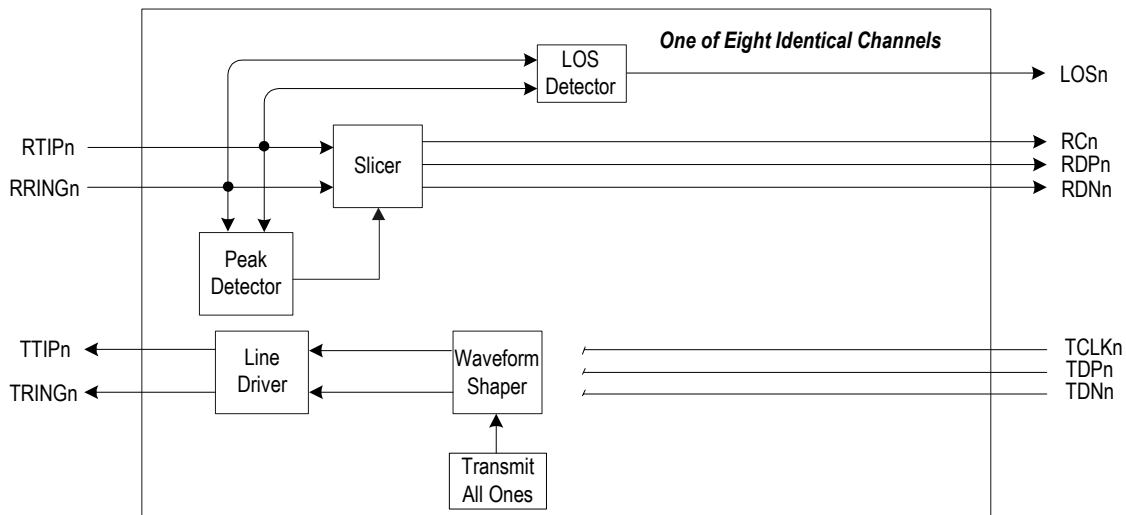 One of Eight Identical Channels
LOS
Detector
LOSn
RTIPn
RRINGn
Slicer
RCn
RDPn
RDNn
Peak
Detector
TTIPn
TRINGn
Line
Driver
Waveform
Shaper
TCLKn
TDPn
TDNn
Transmit
All Ones